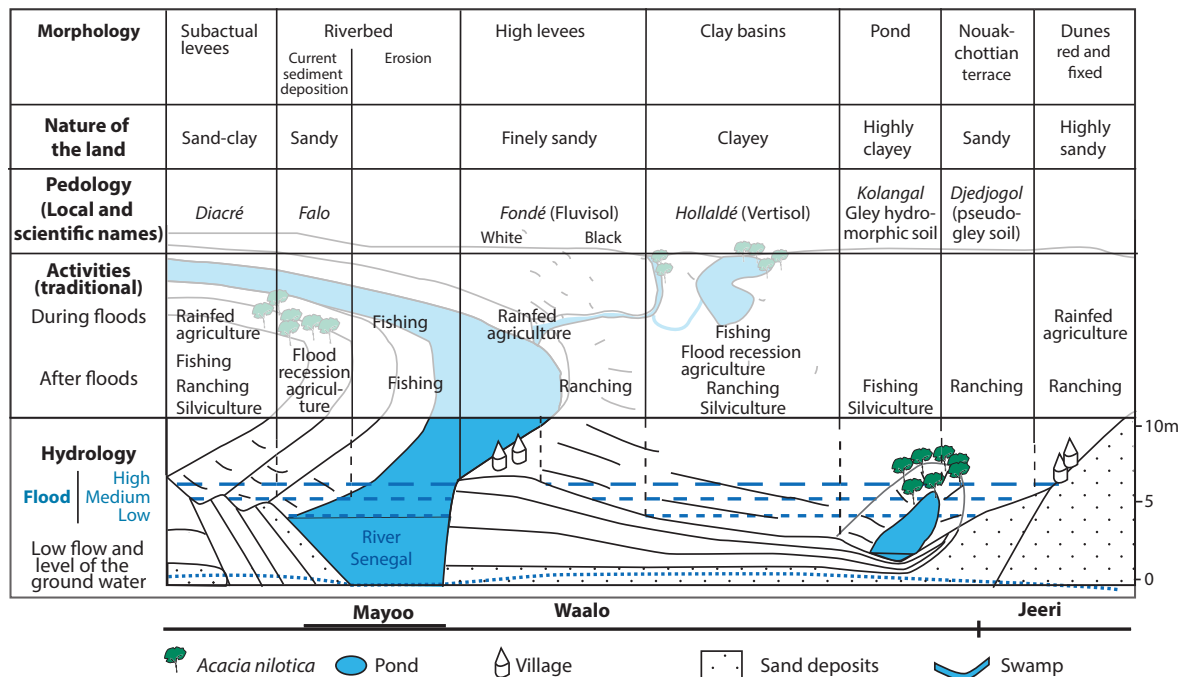 Morphology
Subactual
levees
Riverbed
Current
sediment
deposition
Erosion
High levees
Clay basins
Pond
Nouak-
chottian
terrace
Dunes
red and
fixed
Nature of
the land
Sand-clay
Sandy
Finely sandy
Clayey
Highly
clayey
Sandy
Highly
sandy
Pedology
(Local and
scientific names)
Diacré
Falo
Fondé (Fluvisol)
White
Black
Hollaldé (Vertisol)
Kolangal
Gley hydro-
morphic soil
Djedjogol
(pseudo-
gley soil)
Activities
(traditional)
During floods
Rainfed
agriculture
Fishing
Rainfed
agriculture
Fishing
Rainfed
agriculture
After floods
Fishing
Ranching
Silviculture
Flood
recession
agricul-
ture
Fishing
Ranching
Flood recession
agriculture
Ranching
Silviculture
Fishing
Silviculture
Ranching
Ranching
Hydrology
Flood
High
Medium
Low
Low flow and
level of the
ground water
River
Senegal
10m
5
0
Mayoo
Waalo
Jeeri
Acacia nilotica
Pond
Village
Sand deposits
Swamp